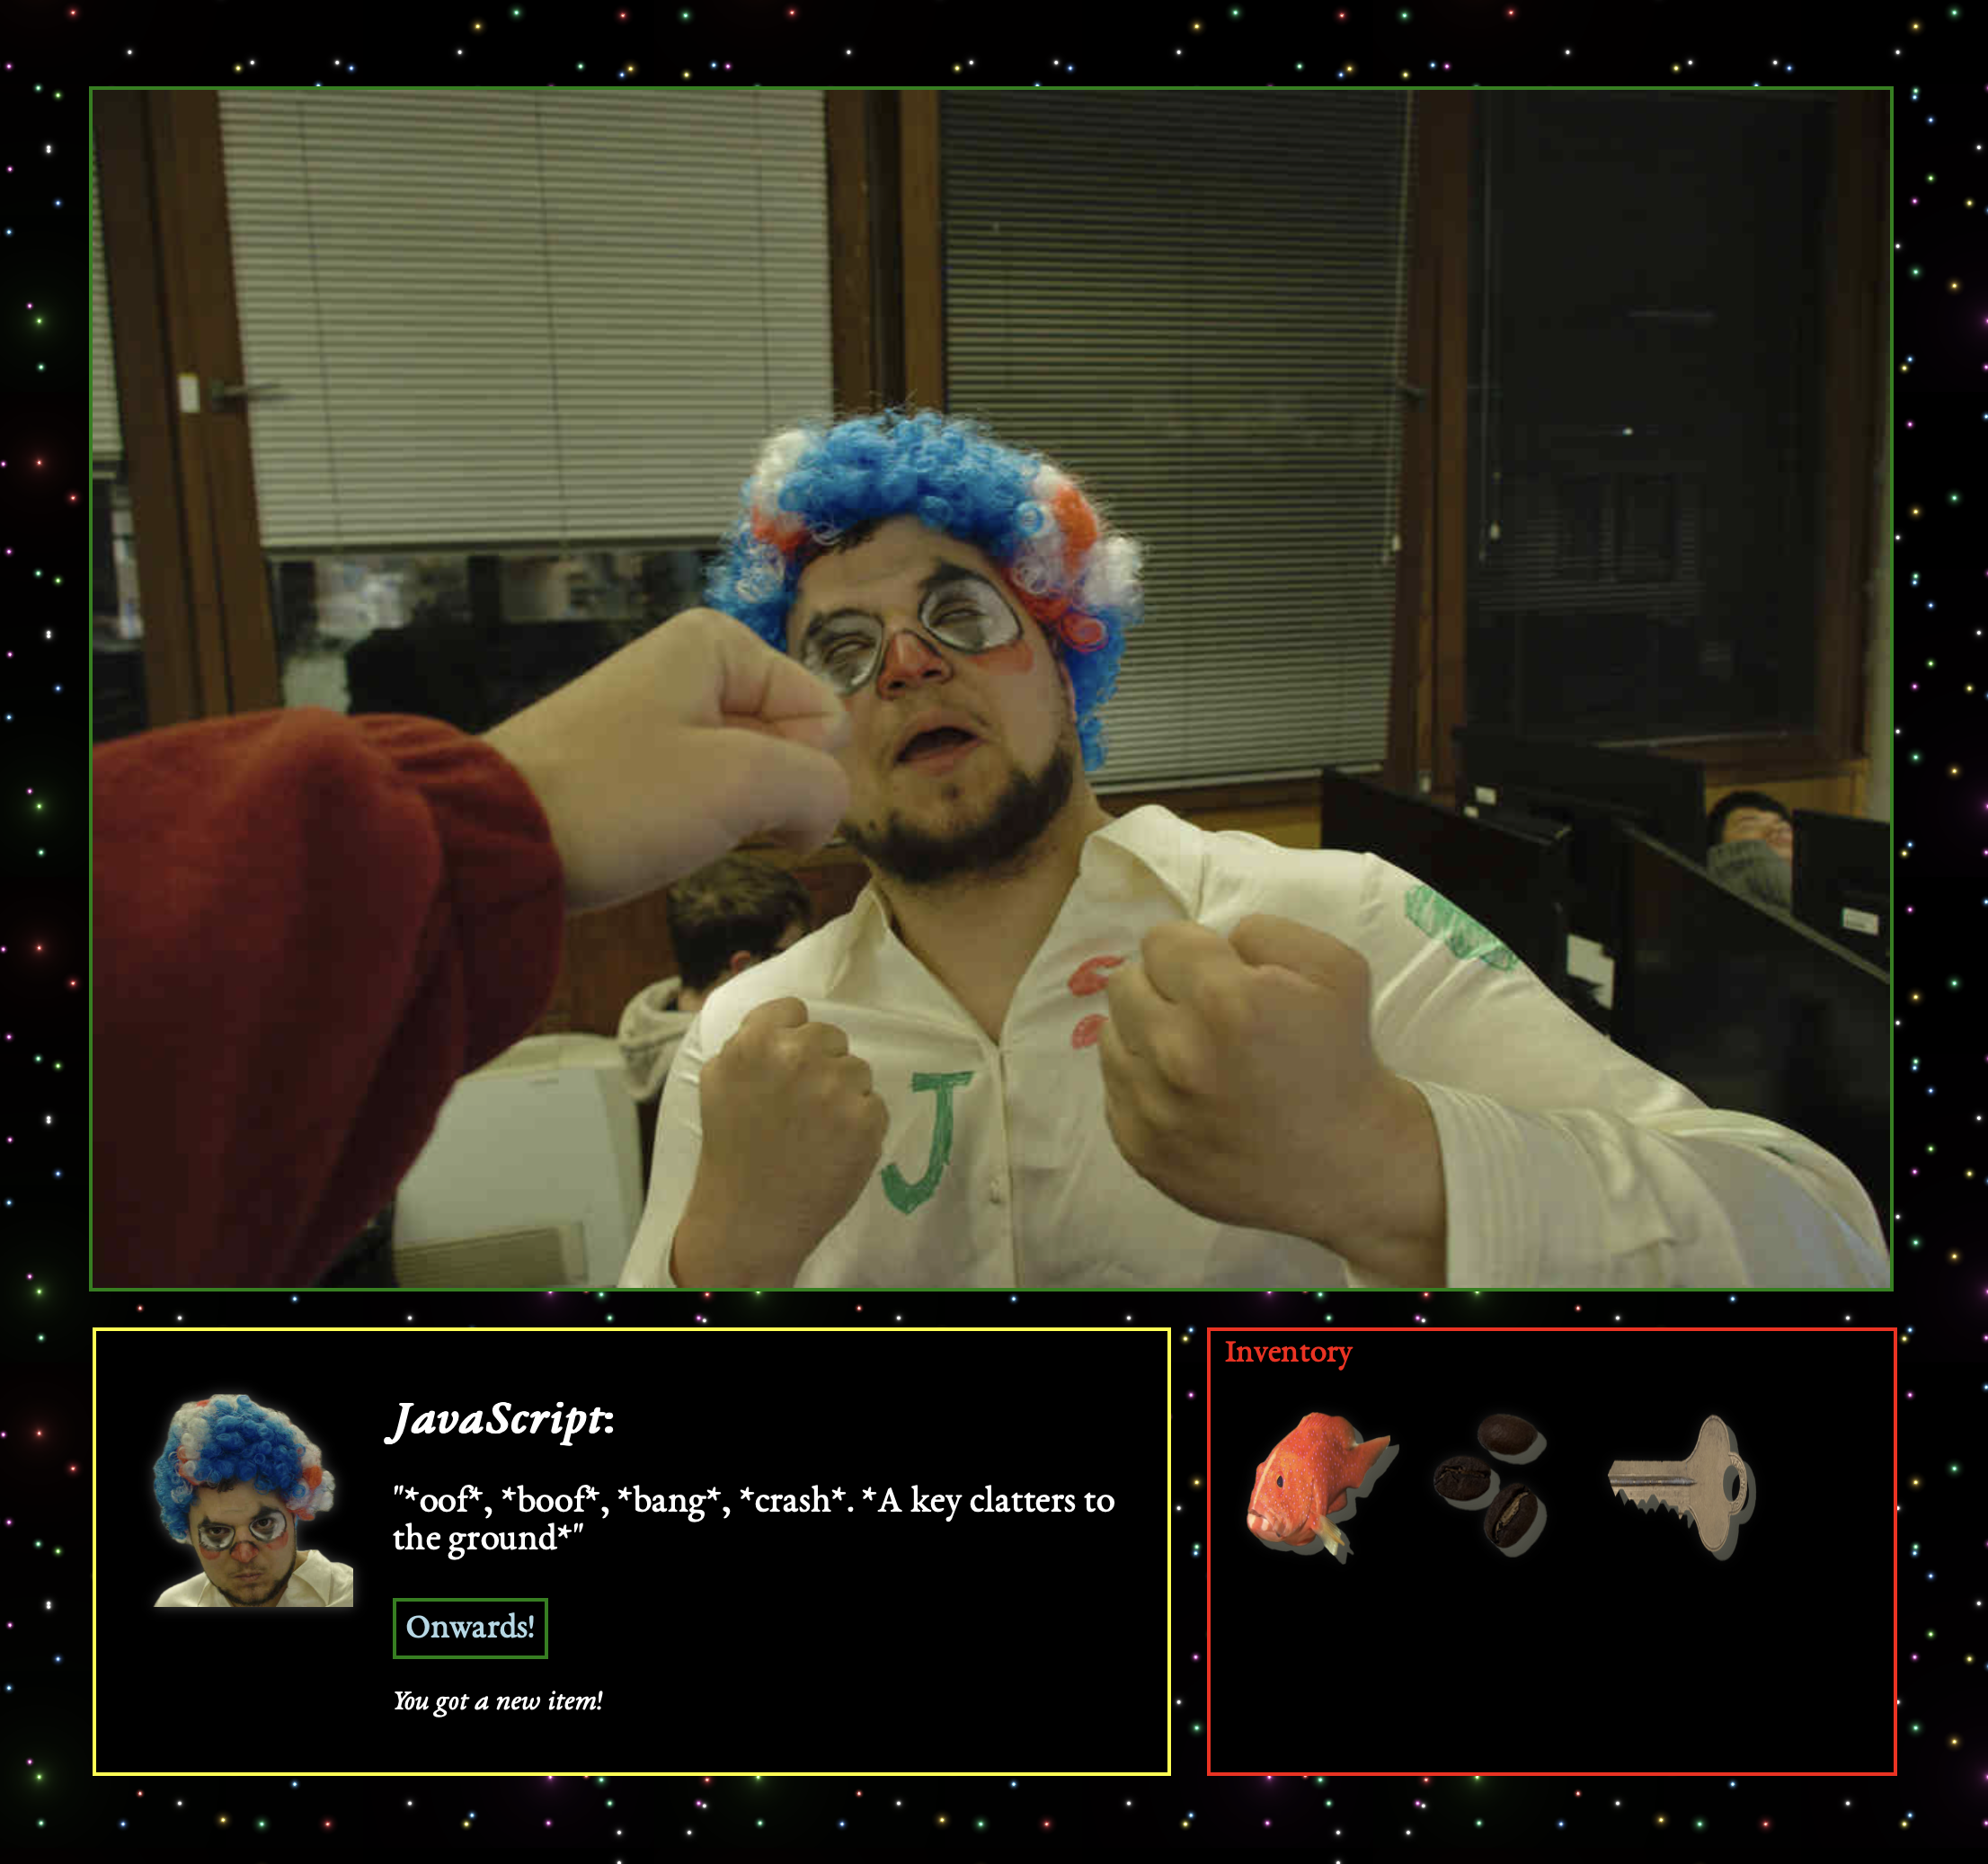 J
JavaScript:
"*oof*, *boof*, *bang*, *crash*. *A key clatters to
the ground*"
Onwards!
You got a new item!
Inventory